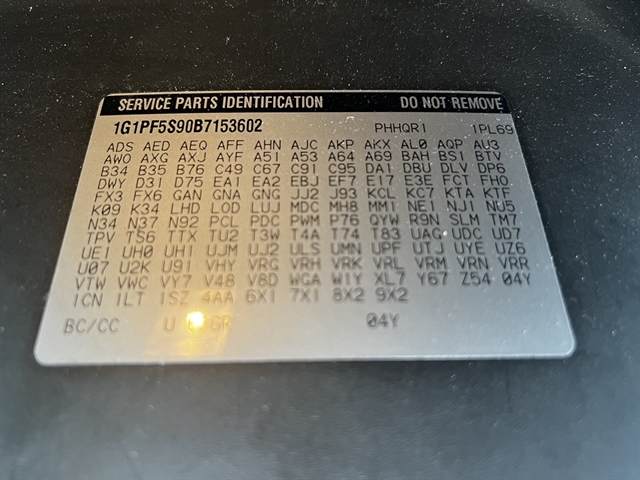 SERVICE PARTS IDENTIFICATION DO NOT REMOVE
1G1PF5S90B7153602 PHHQR1 1PL69
ADS AED AEQ AFF AHN AJC AKP AKX AL0 AQP AU3
AW0 AXG AXJ AYF A51 A53 A64 A69 BAH BS1 BTV
B34 B35 B76 C49 C67 C91 C95 DA1 DBU DLV DP6
DWY D31 D75 EA1 EA2 EBJ EF7 E17 E3E FCT FH0
FX3 FX6 GAN GNA GNG JJ2 J93 KCL KC7 KTA KTF
K09 K34 LHD LOD LUJ MDC MH8 MM1 NE1 NJ1 NU5
N34 N37 N92 PCL PDC PWM P76 QYW R9N SLM TM7
TPV TS6 TTX TU2 T3W T4A T74 T83 UAG UDC UD7
UE1 UH0 UH1 UJM UJ2 ULS UMN UPF UTJ UYE UZ6
U07 U2K U91 VHY VRG VRH VRK VRL VRM VRN VRR
VTW VWC VY7 V48 V8D WGA W1Y XL7 Y67 Z54 04Y
1CN 1LT 1SZ 4AA 6X1 7X1 8X2 9X2
BC/CC U 04Y